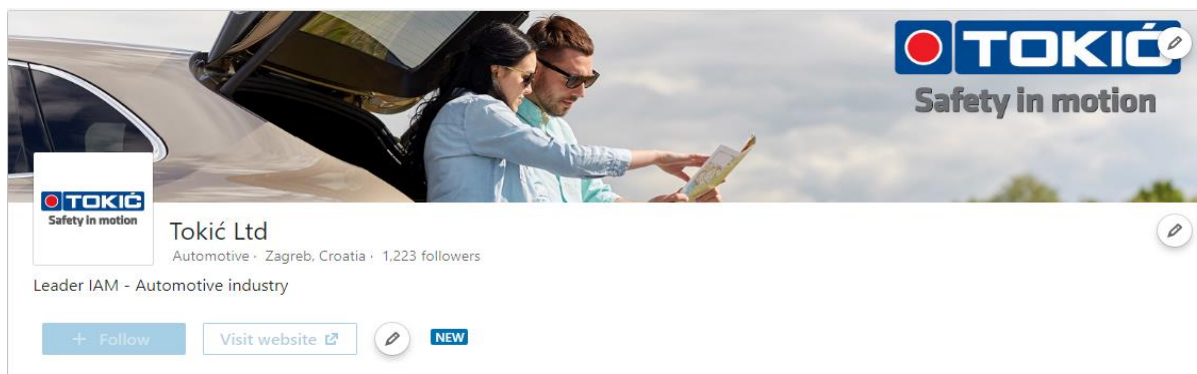 TOKIĆ
Safety in motion
TOKIĆ
Safety in motion
Tokić Ltd
Automotive · Zagreb, Croatia · 1,223 followers
Leader IAM - Automotive industry
+ Follow
Visit website
NEW